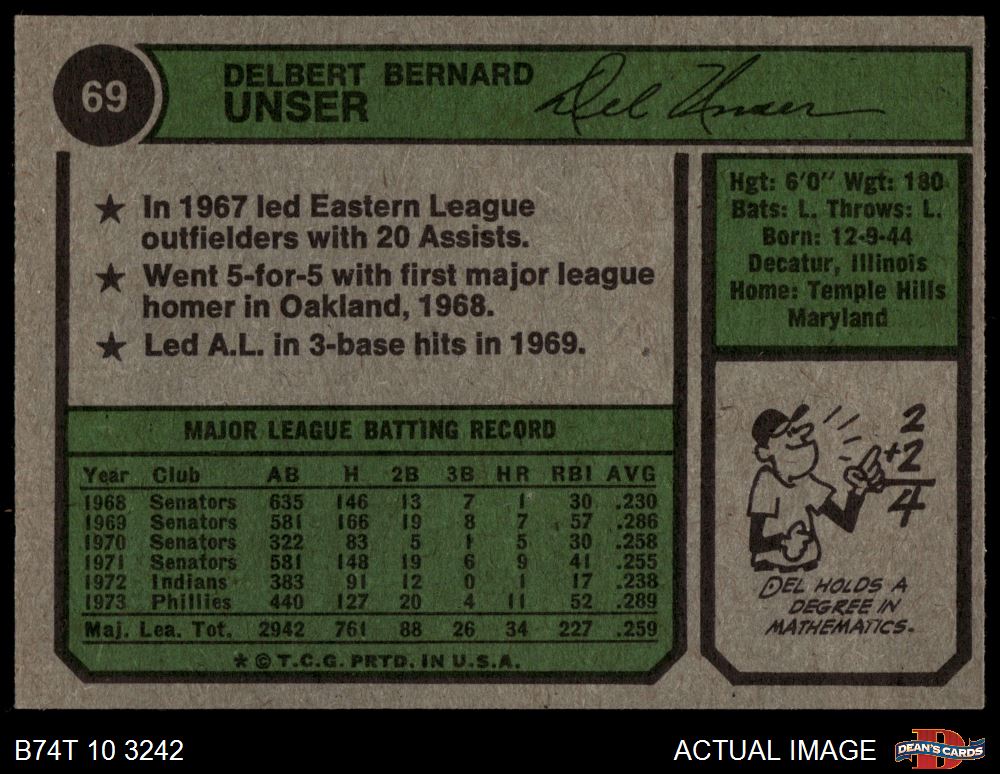 69
DELBERT BERNARD
UNSER
Del Unser
★ In 1967 led Eastern League
outfielders with 20 Assists.
★ Went 5-for-5 with first major league
homer in Oakland, 1968.
★ Led A.L. in 3-base hits in 1969.
Hgt: 6'0" Wgt: 180
Bats: L. Throws: L.
Born: 12-9-44
Decatur, Illinois
Home: Temple Hills
Maryland
MAJOR LEAGUE BATTING RECORD
Year Club AB H 2B 3B HR RBI AVG
1968 Senators 635 146 13 7 1 30 .230
1969 Senators 581 166 19 8 7 57 .286
1970 Senators 322 83 5 1 5 30 .258
1971 Senators 581 148 19 6 9 41 .255
1972 Indians 383 91 12 0 1 17 .238
1973 Phillies 440 127 20 4 11 52 .289
Maj. Lea. Tot. 2942 761 88 26 34 227 .259
* © T.C.G. PRTD. IN U.S.A.
2
+2
4
DEL HOLDS A
DEGREE IN
MATHEMATICS.
B74T 10 3242
ACTUAL IMAGE
DEAN'S CARDS